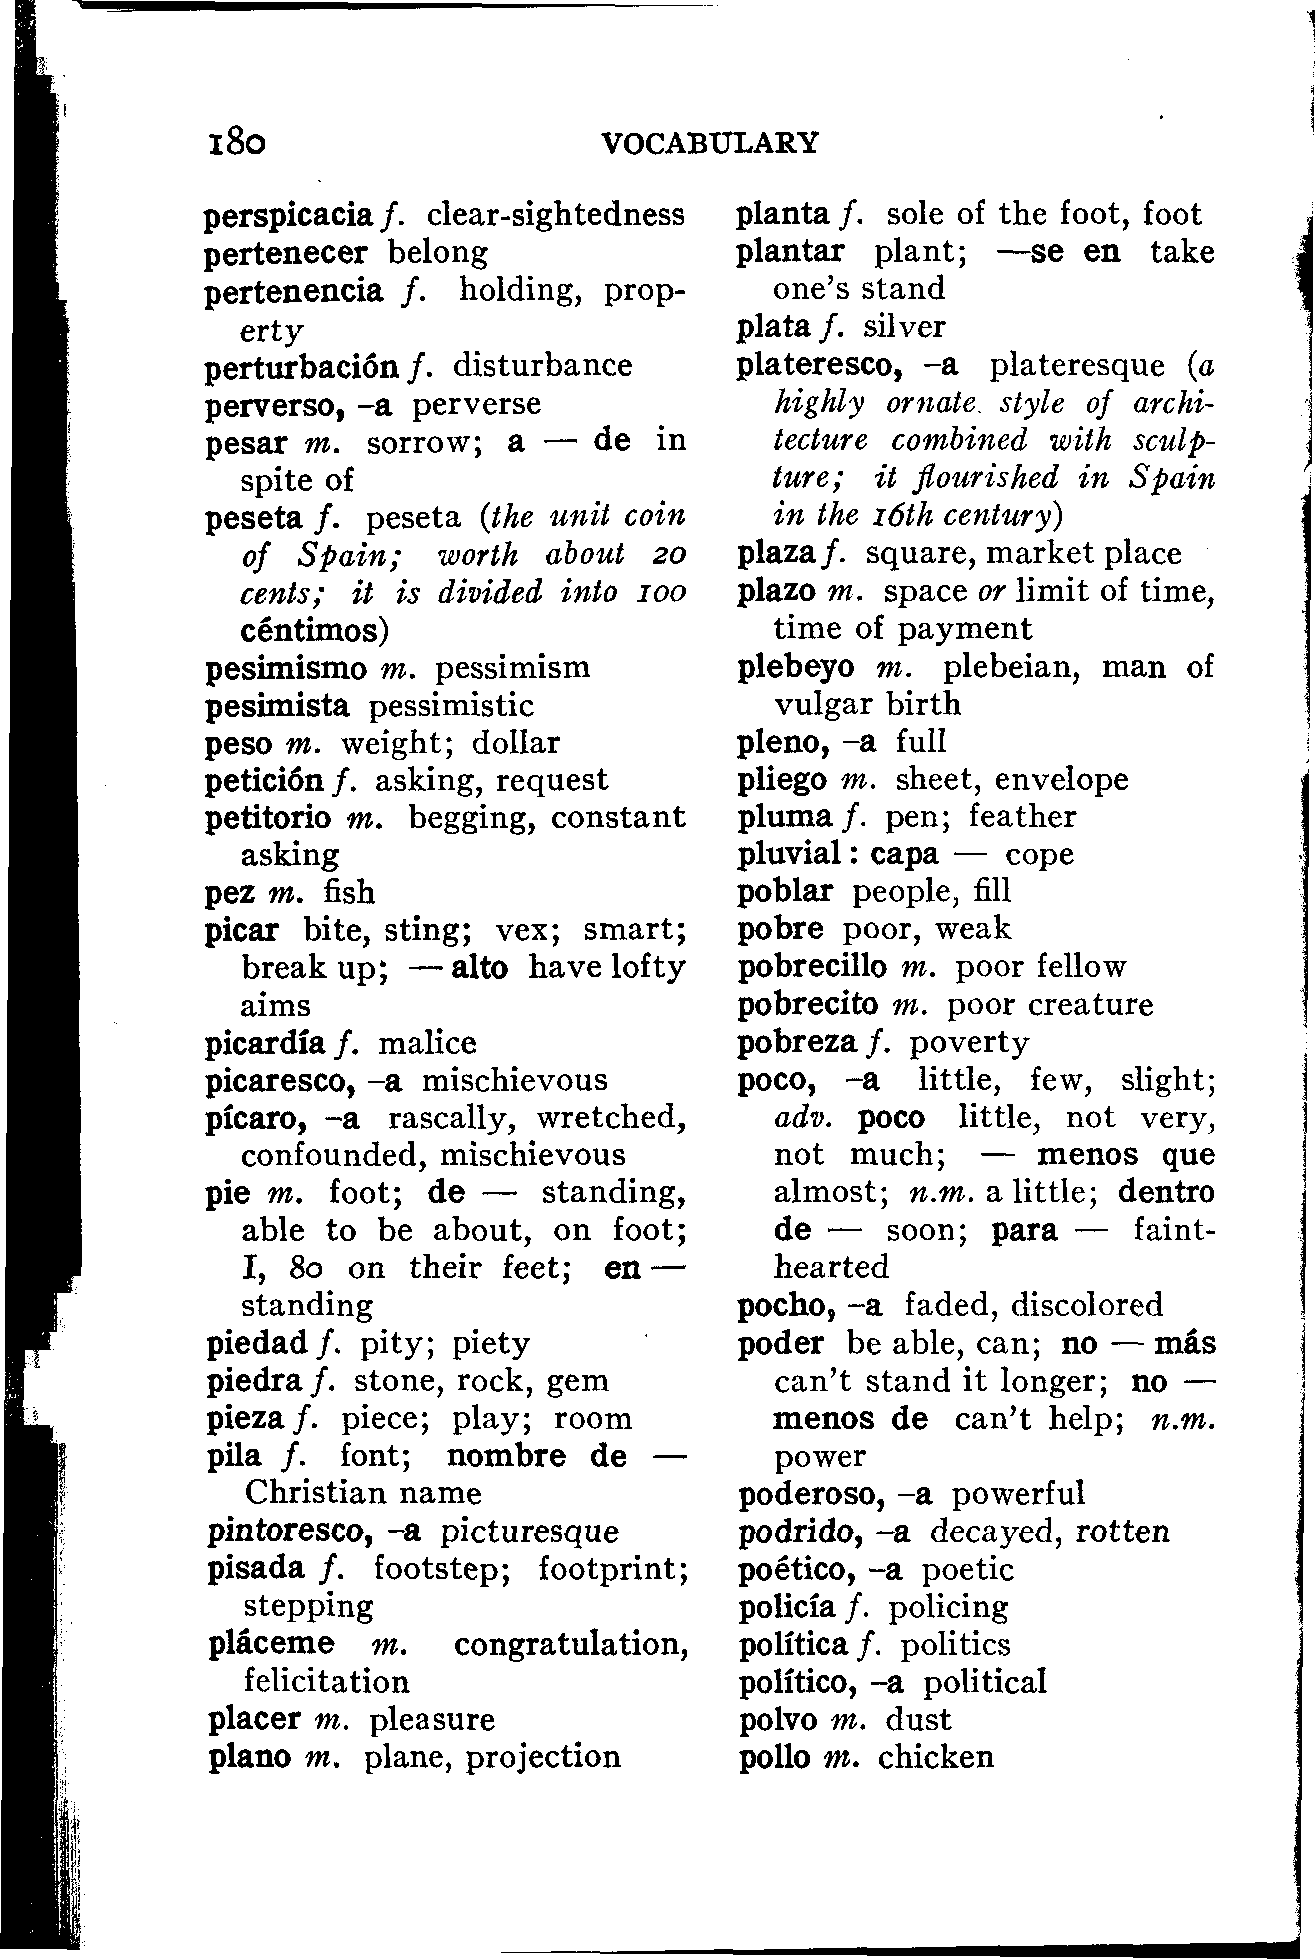 180
VOCABULARY
perspicacia f. clear-sightedness
pertenecer belong
pertenencia f. holding, prop-
erty
perturbación f. disturbance
perverso, –a perverse
pesar m. sorrow; a — de in
spite of
peseta f. peseta (the unit coin
of Spain; worth about 20
cents; it is divided into 100
céntimos)
pesimismo m. pessimism
pesimista pessimistic
peso m. weight; dollar
petición f. asking, request
petitorio m. begging, constant
asking
pez m. fish
picar bite, sting; vex; smart;
break up; — alto have lofty
aims
picardía f. malice
picaresco, –a mischievous
pícaro, –a rascally, wretched,
confounded, mischievous
pie m. foot; de — standing,
able to be about, on foot;
I, 80 on their feet; en —
standing
piedad f. pity; piety
piedra f. stone, rock, gem
pieza f. piece; play; room
pila f. font; nombre de —
Christian name
pintoresco, –a picturesque
pisada f. footstep; footprint;
stepping
pláceme m. congratulation,
felicitation
placer m. pleasure
plano m. plane, projection
planta f. sole of the foot, foot
plantar plant; —se en take
one's stand
plata f. silver
plateresco, –a plateresque (a
highly ornate style of archi-
tecture combined with sculp-
ture; it flourished in Spain
in the 16th century)
plaza f. square, market place
plazo m. space or limit of time,
time of payment
plebeyo m. plebeian, man of
vulgar birth
pleno, –a full
pliego m. sheet, envelope
pluma f. pen; feather
pluvial: capa — cope
poblar people, fill
pobre poor, weak
pobrecillo m. poor fellow
pobrecito m. poor creature
pobreza f. poverty
poco, –a little, few, slight;
adv. poco little, not very,
not much; — menos que
almost; n.m. a little; dentro
de — soon; para — faint-
hearted
pocho, –a faded, discolored
poder be able, can; no — más
can't stand it longer; no —
menos de can't help; n.m.
power
poderoso, –a powerful
podrido, –a decayed, rotten
poético, –a poetic
policía f. policing
política f. politics
político, –a political
polvo m. dust
pollo m. chicken